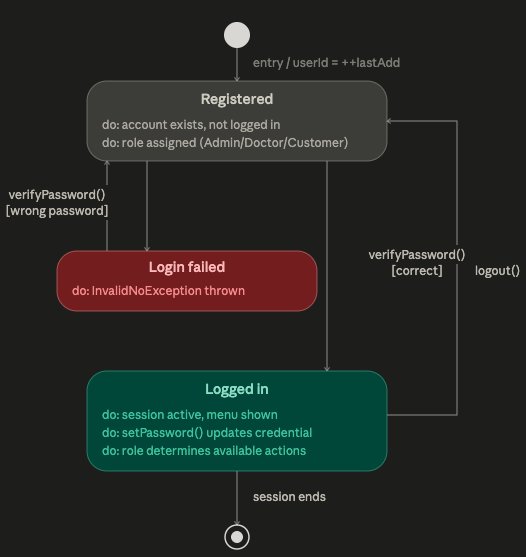 entry / userId = ++lastAdd
Registered
do: account exists, not logged in
do: role assigned (Admin/Doctor/Customer)
verifyPassword()
[wrong password]
Login failed
do: InvalidNoException thrown
verifyPassword()
[correct]
logout()
Logged in
do: session active, menu shown
do: setPassword() updates credential
do: role determines available actions
session ends